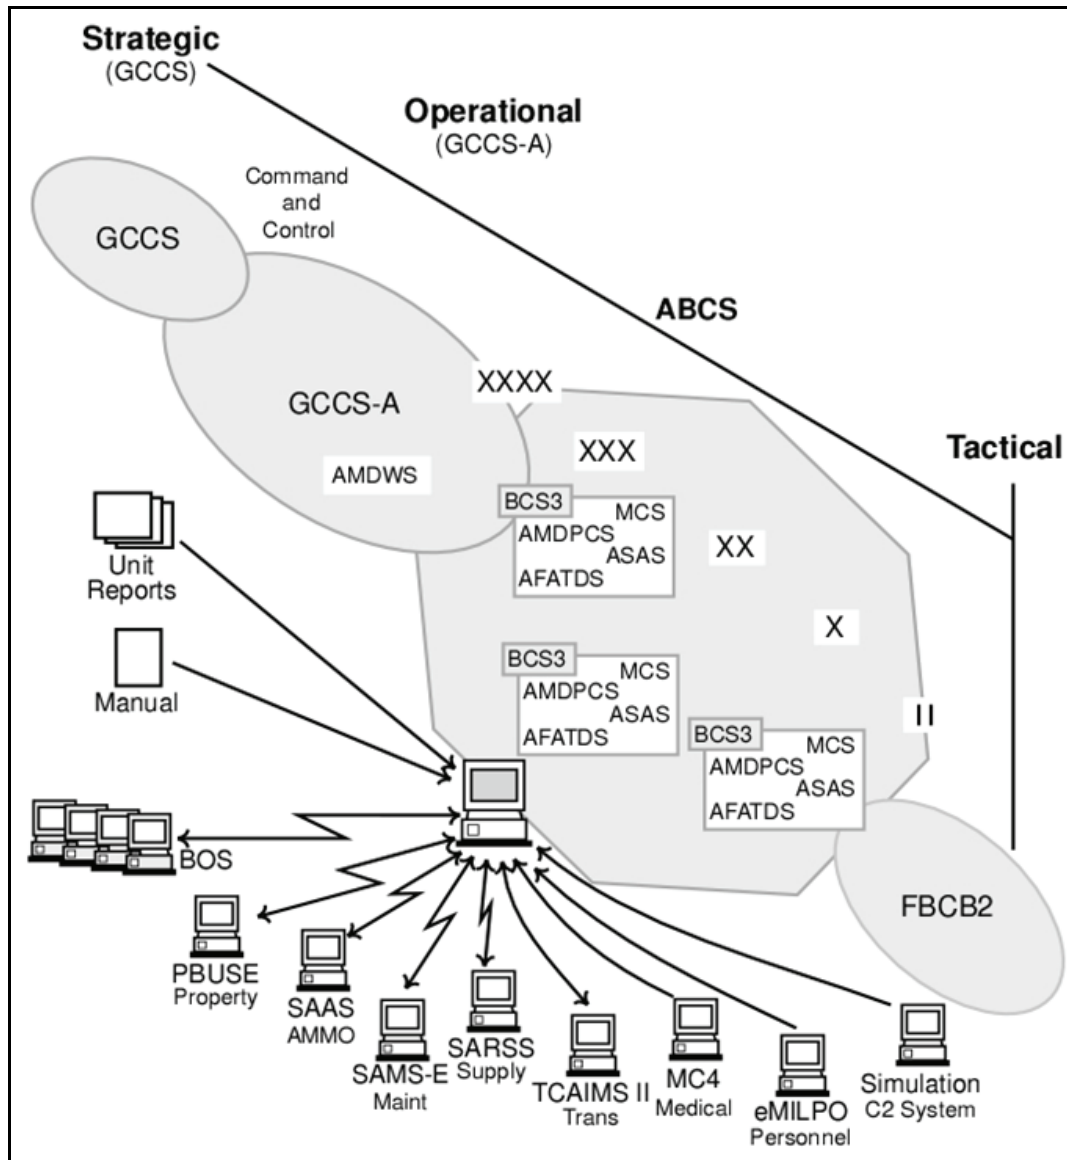 Strategic
(GCCS)
Operational
(GCCS-A)
Command
and
Control
GCCS
ABCS
XXXX
GCCS-A
XXX
Tactical
AMDWS
BCS3
MCS
AMDPCS
ASAS
AFATDS
XX
Unit
Reports
X
Manual
BCS3
MCS
AMDPCS
ASAS
AFATDS
II
BCS3
MCS
AMDPCS
ASAS
AFATDS
BOS
FBCB2
PBUSE
Property
SAAS
AMMO
SAMS-E
Maint
SARSS
Supply
TCAIMS II
Trans
MC4
Medical
eMILPO
Personnel
Simulation
C2 System